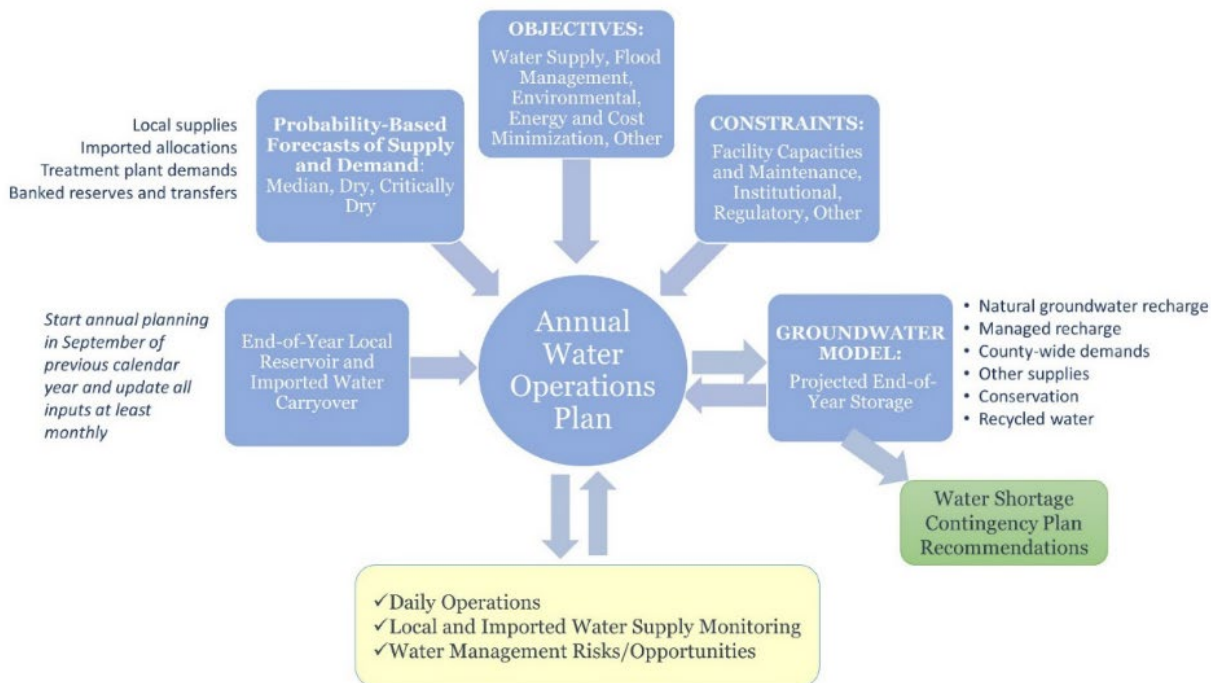 OBJECTIVES:
Water Supply, Flood
Management,
Environmental,
Energy and Cost
Minimization, Other
Local supplies
Imported allocations
Treatment plant demands
Banked reserves and transfers
Probability-Based
Forecasts of Supply
and Demand:
Median, Dry, Critically
Dry
CONSTRAINTS:
Facility Capacities
and Maintenance,
Institutional,
Regulatory, Other
Start annual planning
in September of
previous calendar
year and update all
inputs at least
monthly
End-of-Year Local
Reservoir and
Imported Water
Carryover
Annual
Water
Operations
Plan
GROUNDWATER
MODEL:
Projected End-of-
Year Storage
• Natural groundwater recharge
• Managed recharge
• County-wide demands
• Other supplies
• Conservation
• Recycled water
Water Shortage
Contingency Plan
Recommendations
✓Daily Operations
✓Local and Imported Water Supply Monitoring
✓Water Management Risks/Opportunities